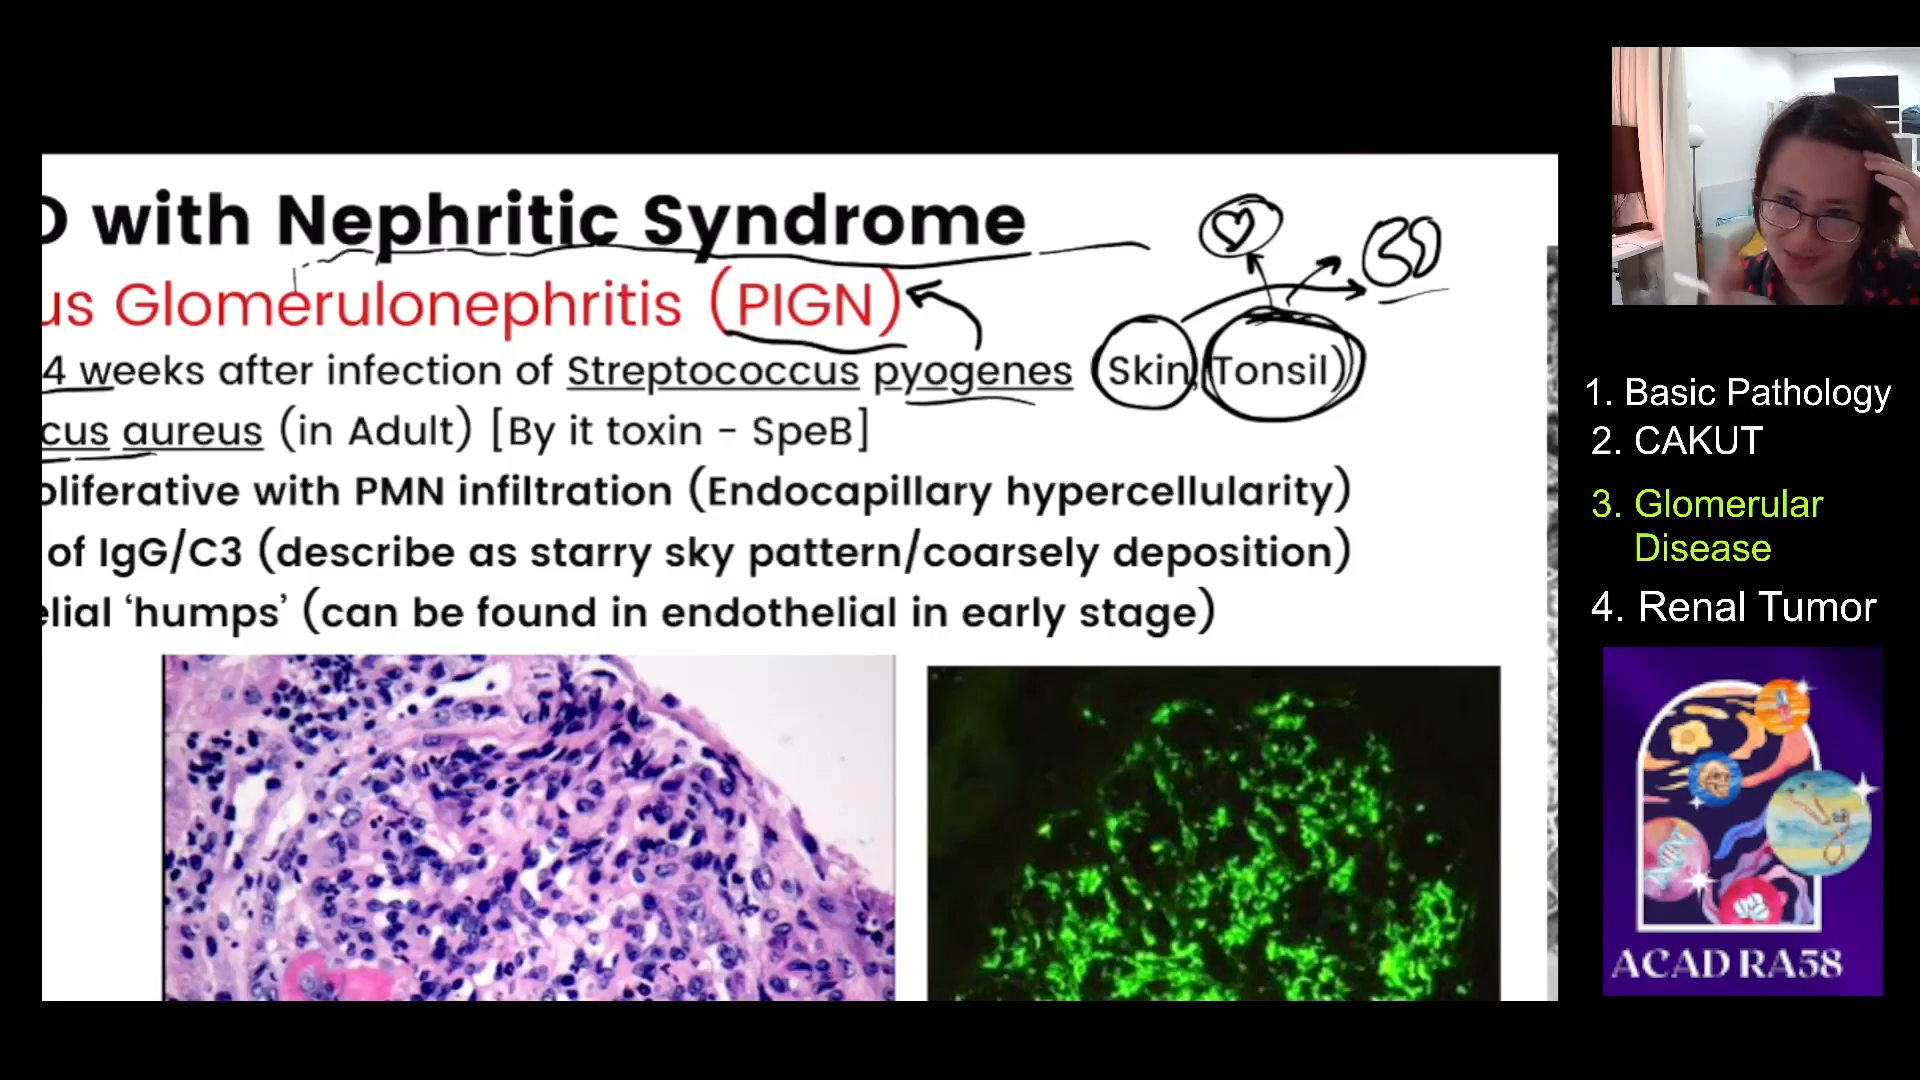 with Nephritic Syndrome
us Glomerulonephritis (PIGN)
4 weeks after infection of Streptococcus pyogenes (Skin, Tonsil)
cus aureus (in Adult) [By it toxin - SpeB]
oliferative with PMN infiltration (Endocapillary hypercellularity)
of IgG/C3 (describe as starry sky pattern/coarsely deposition)
elial ‘humps’ (can be found in endothelial in early stage)
1. Basic Pathology
2. CAKUT
3. Glomerular
Disease
4. Renal Tumor
ACAD RA58